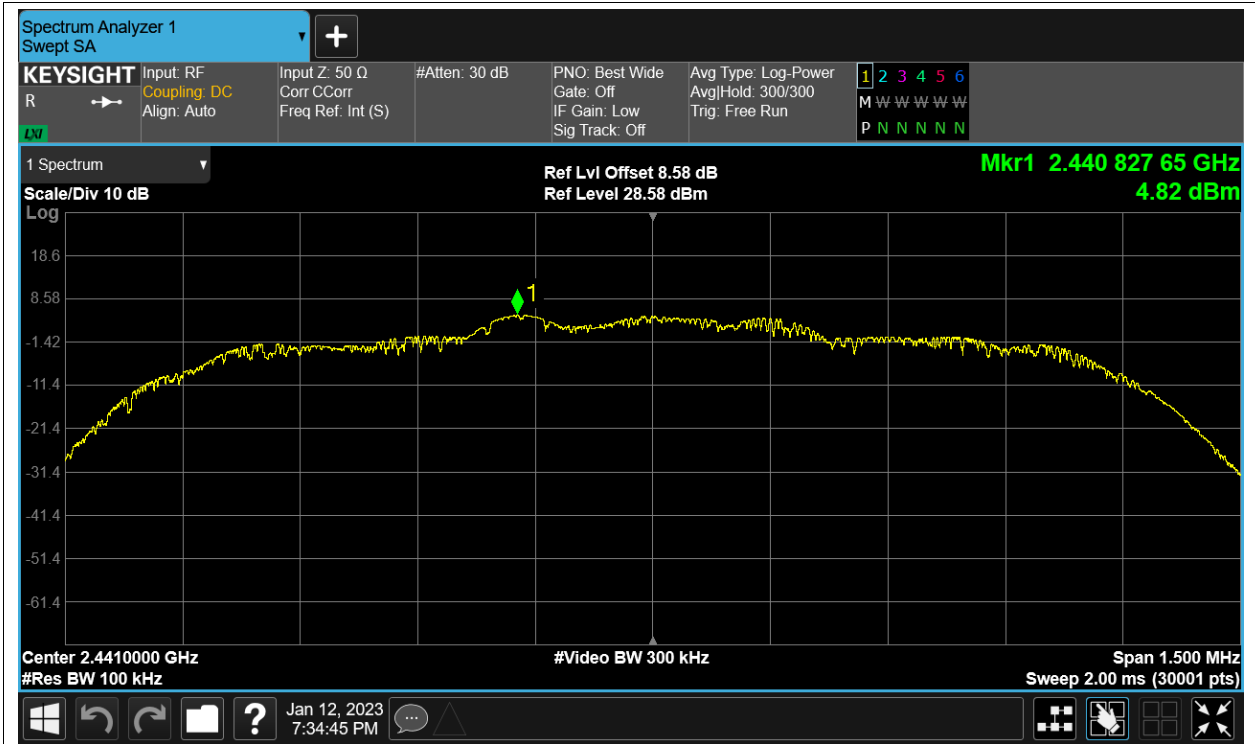 Spectrum Analyzer 1
Swept SA
KEYSIGHT
R
LXI
Input: RF
Coupling: DC
Align: Auto
Input Z: 50 Ω
Corr CCorr
Freq Ref: Int (S)
#Atten: 30 dB
PNO: Best Wide
Gate: Off
IF Gain: Low
Sig Track: Off
Avg Type: Log-Power
Avg|Hold: 300/300
Trig: Free Run
1 2 3 4 5 6
M W W W W W
P N N N N N
1 Spectrum
Scale/Div 10 dB
Ref Lvl Offset 8.58 dB
Ref Level 28.58 dBm
Mkr1 2.440 827 65 GHz
4.82 dBm
Log
18.6
8.58
-1.42
-11.4
-21.4
-31.4
-41.4
-51.4
-61.4
1
Center 2.4410000 GHz
#Video BW 300 kHz
Span 1.500 MHz
#Res BW 100 kHz
Sweep 2.00 ms (30001 pts)
?
Jan 12, 2023
7:34:45 PM